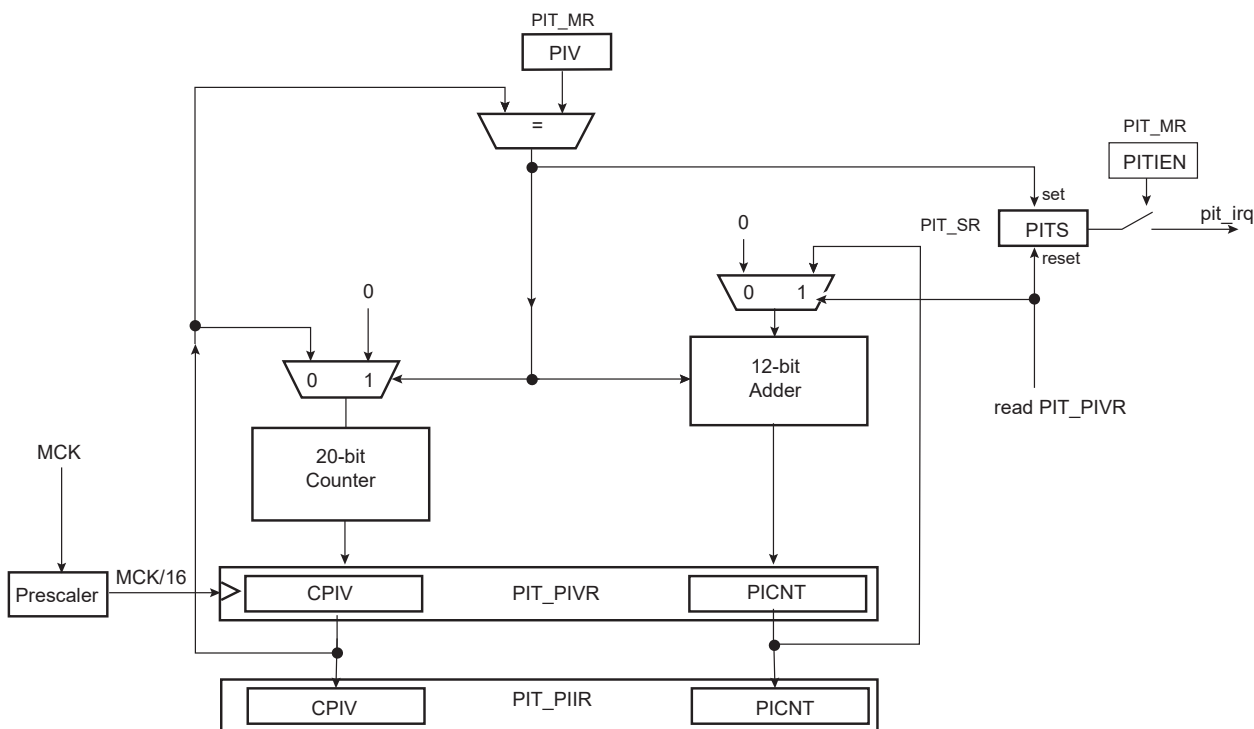 PIT_MR
PIV
=
PIT_MR
PITIEN
set
PIT_SR
PITS
pit_irq
reset
0
0 1
0
0 1
12-bit
Adder
read PIT_PIVR
20-bit
Counter
MCK
Prescaler
MCK/16
CPIV
PIT_PIVR
PICNT
CPIV
PIT_PIIR
PICNT